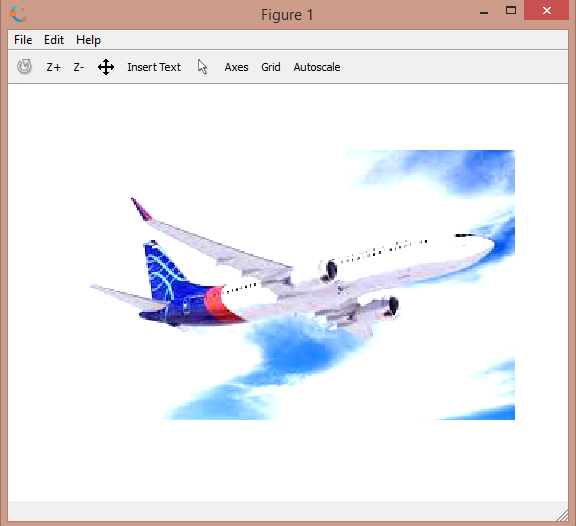 Figure 1
File Edit Help
Z+ Z- Insert Text Axes Grid Autoscale